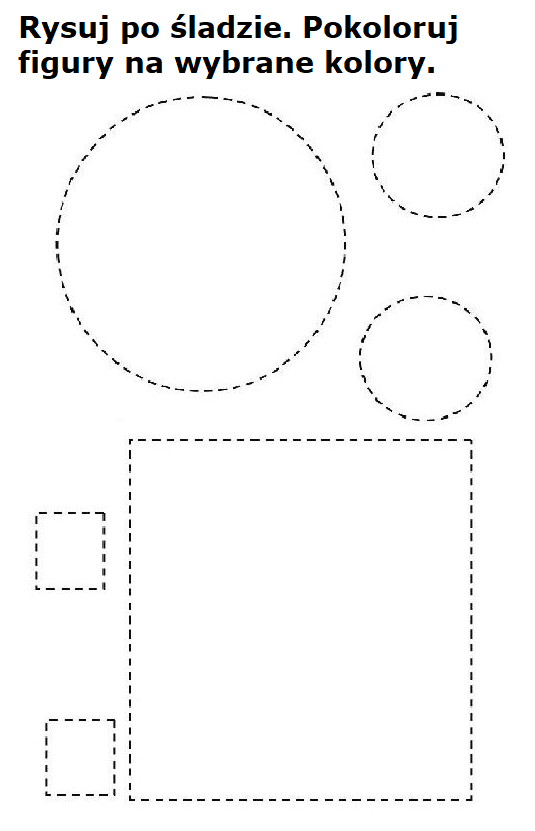 Rysuj po śladzie. Pokoloruj
figury na wybrane kolory.